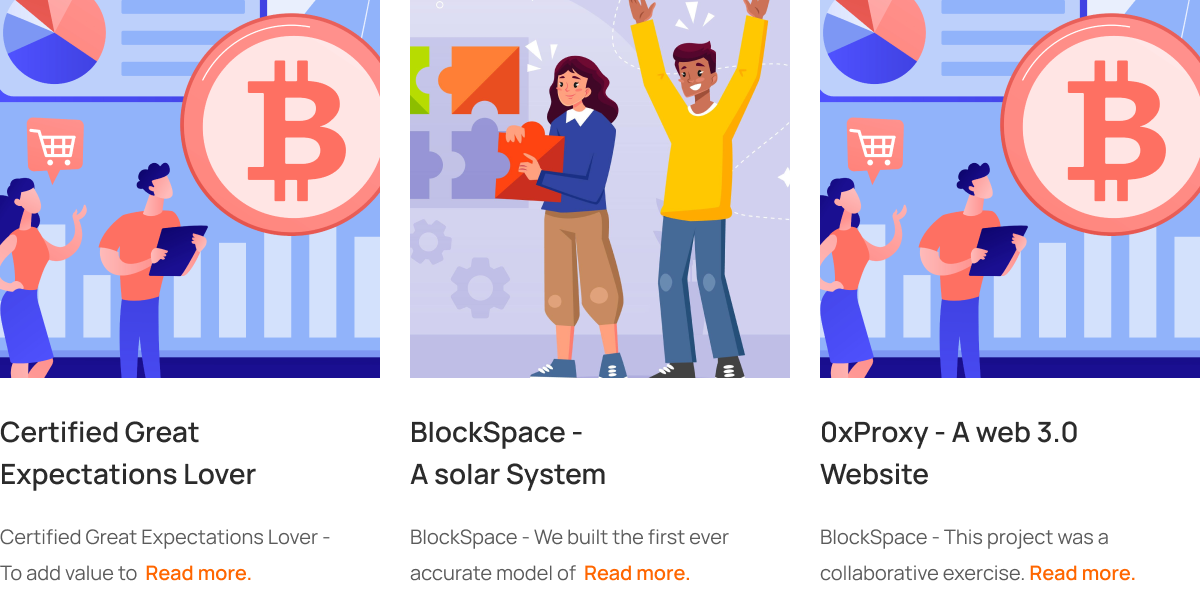 Certified Great
Expectations Lover
Certified Great Expectations Lover -
To add value to Read more.
BlockSpace -
A solar System
BlockSpace - We built the first ever
accurate model of Read more.
0xProxy - A web 3.0
Website
BlockSpace - This project was a
collaborative exercise. Read more.